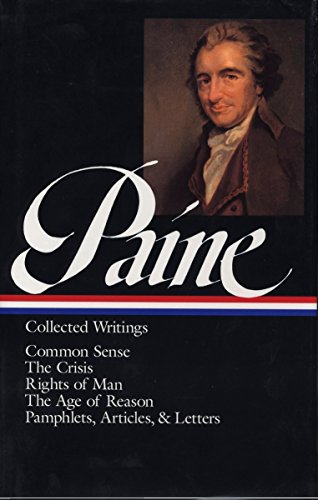 Paine
Collected Writings
Common Sense
The Crisis
Rights of Man
The Age of Reason
Pamphlets, Articles, & Letters